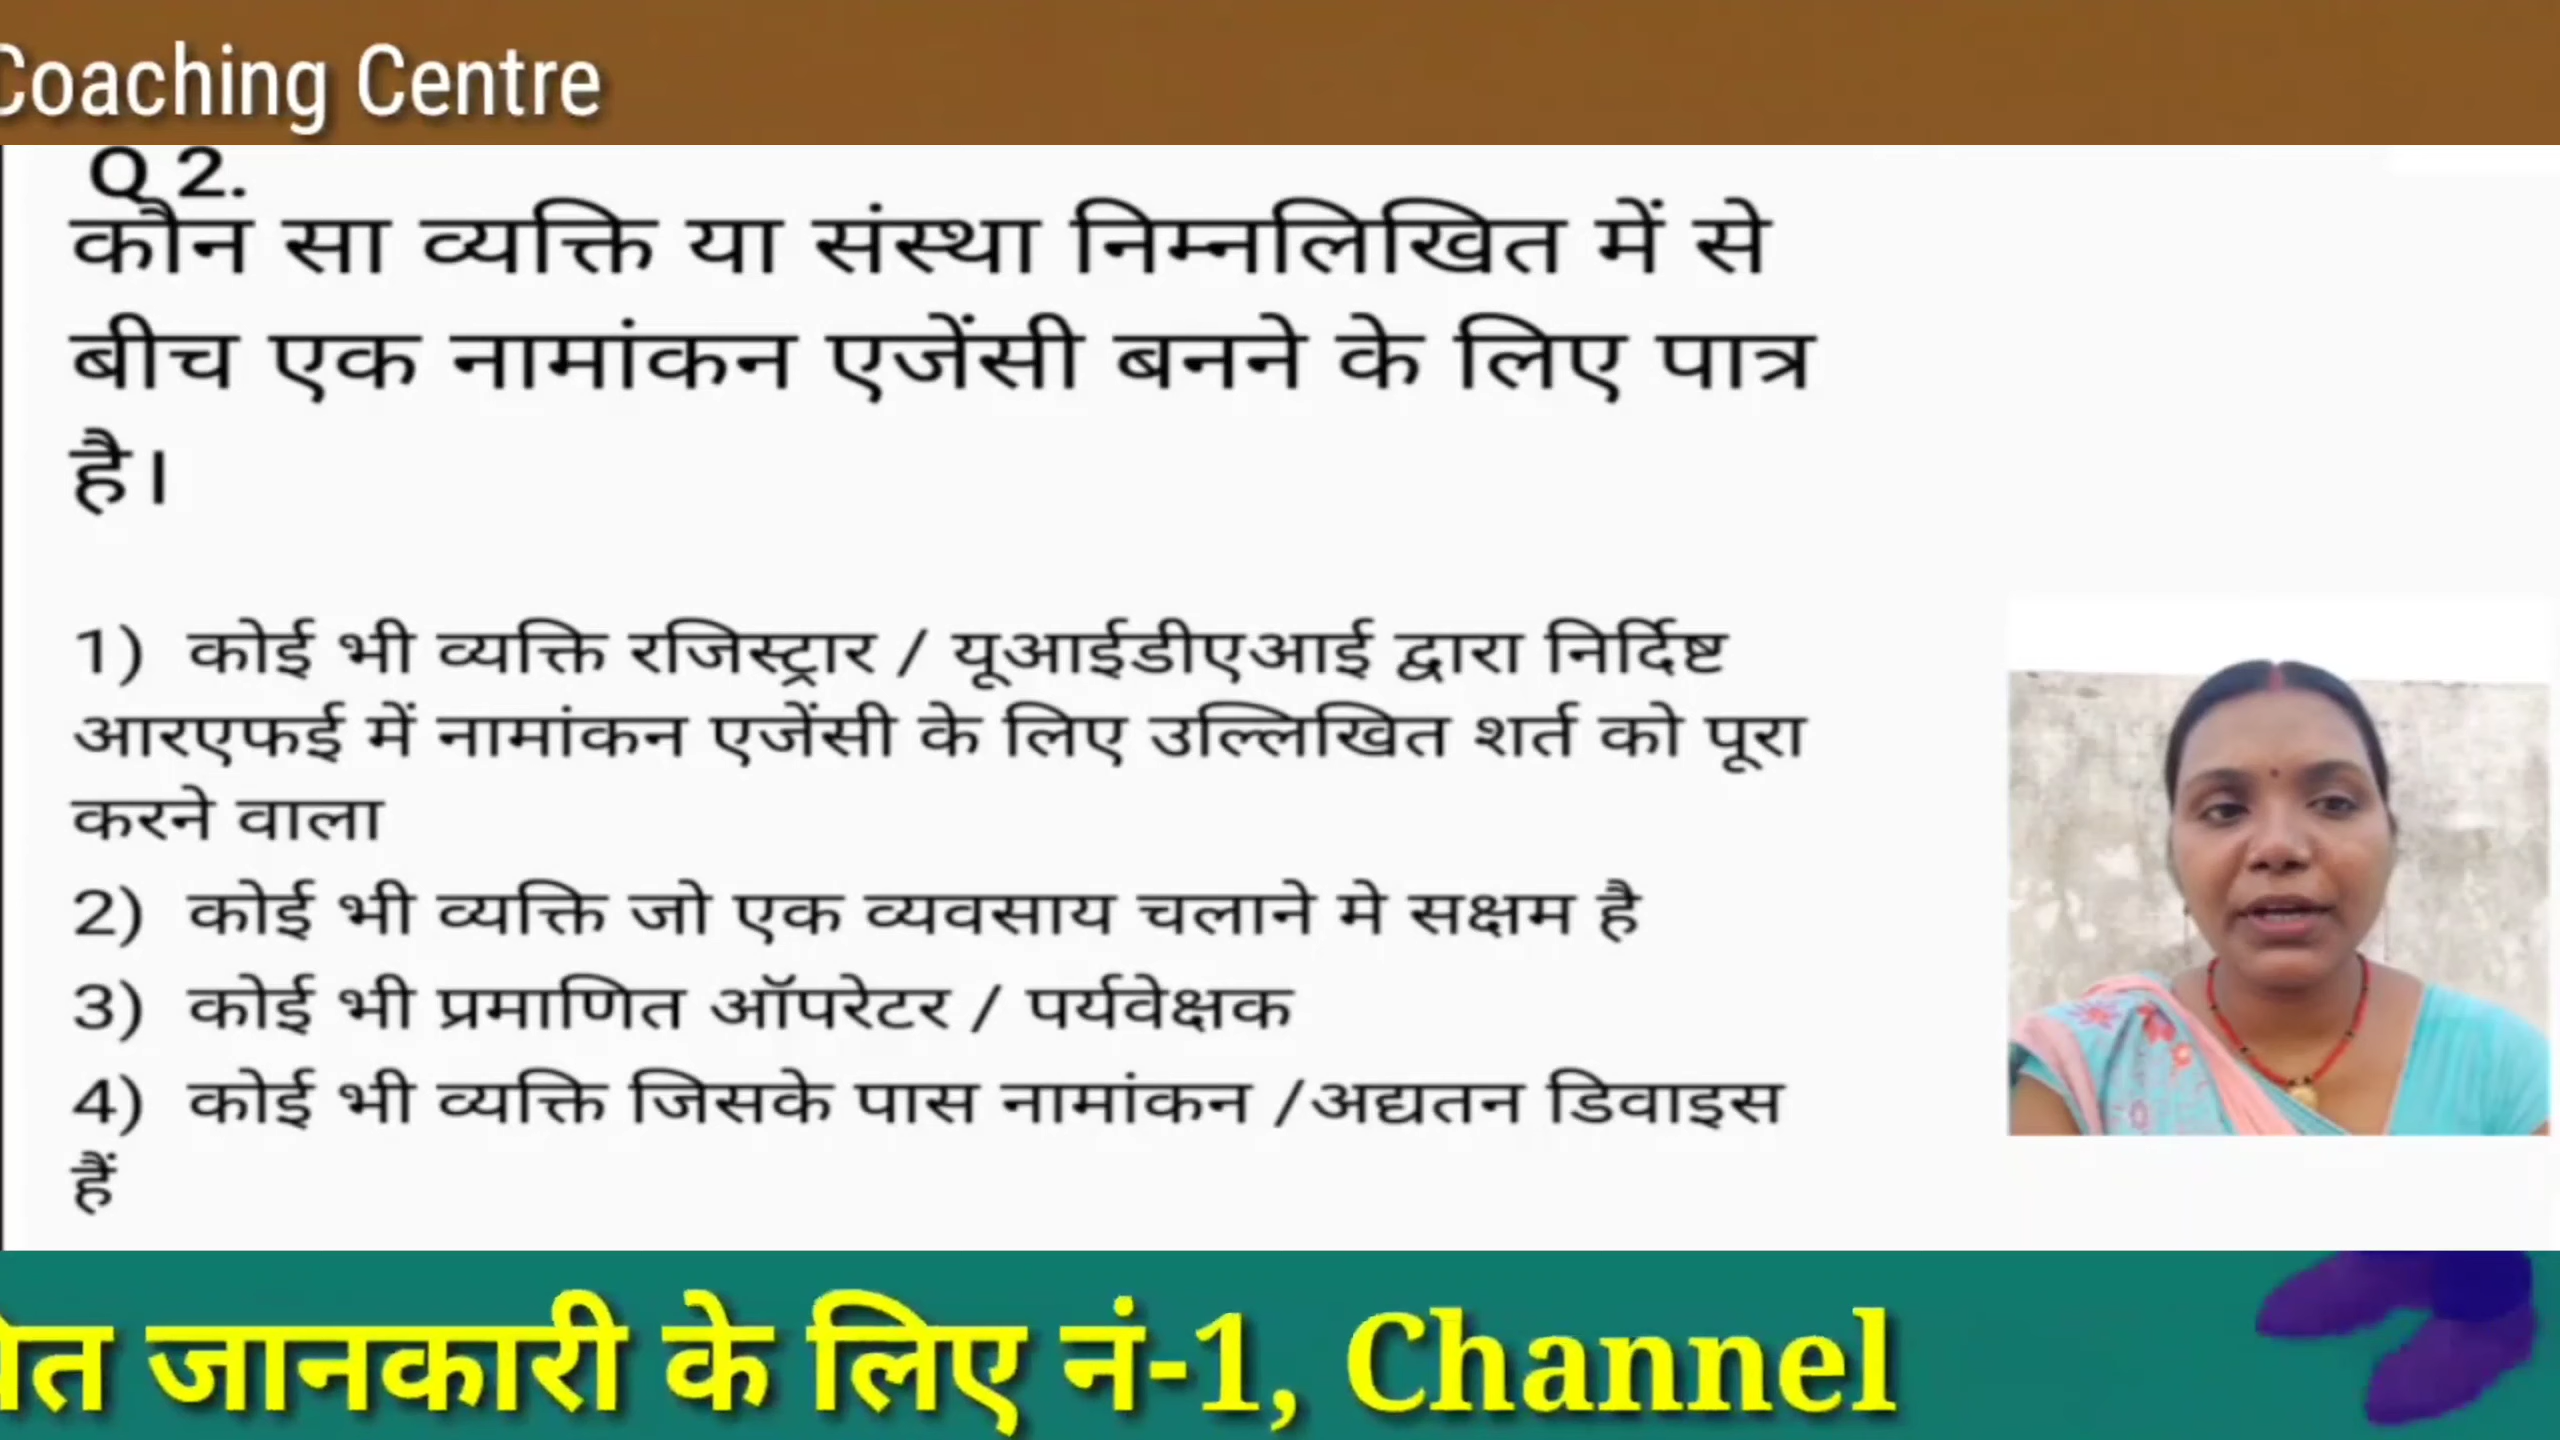 Coaching Centre
Q 2.
कौन सा व्यक्ति या संस्था निम्नलिखित में से
बीच एक नामांकन एजेंसी बनने के लिए पात्र
है।
1) कोई भी व्यक्ति रजिस्ट्रार / यूआईडीएआई द्वारा निर्दिष्ट
आरएफई में नामांकन एजेंसी के लिए उल्लिखित शर्त को पूरा
करने वाला
2) कोई भी व्यक्ति जो एक व्यवसाय चलाने मे सक्षम है
3) कोई भी प्रमाणित ऑपरेटर / पर्यवेक्षक
4) कोई भी व्यक्ति जिसके पास नामांकन /अद्यतन डिवाइस
हैं
जानकारी के लिए नं-1, Channel